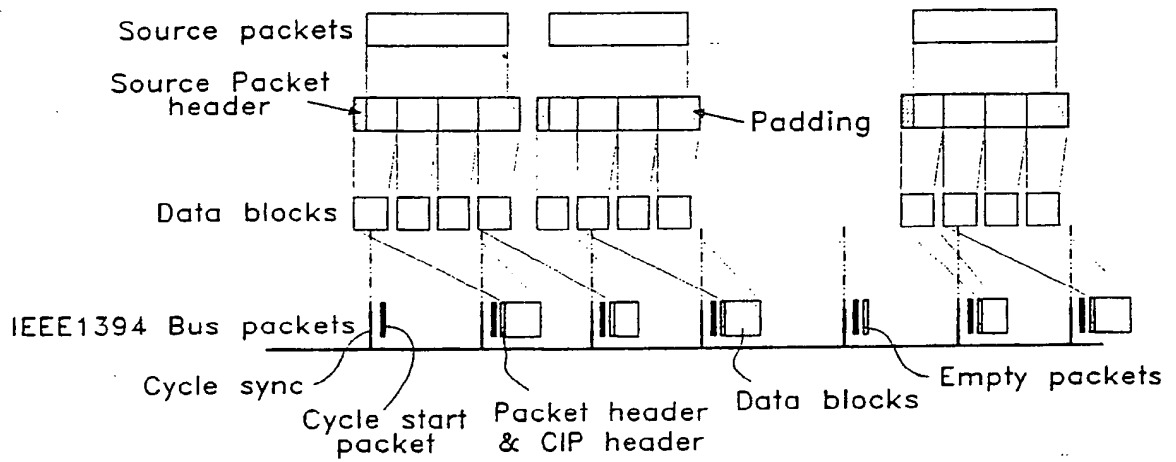 Source packets
Source Packet
header
Padding
Data blocks
IEEE1394 Bus packets
Cycle sync
Cycle start
packet
Packet header
& CIP header
Data blocks
Empty packets